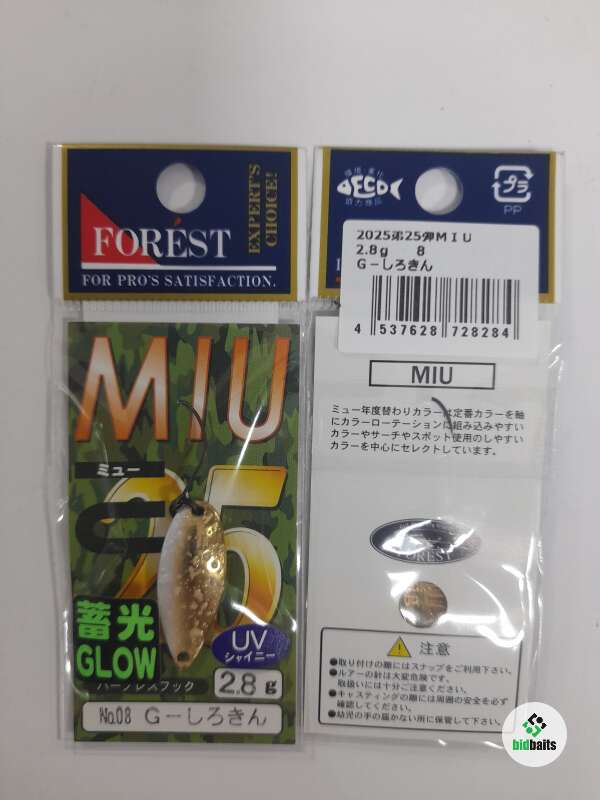 FORÉST
EXPERT'S
CHOICE!
FOR PRO'S SATISFACTION.
MIU
ミュー
25
蓄光
GLOW
UV
シャイニー
バーブレスフック
2.8g
No.08 G－しろきん
ECO
プラ
PP
2025第25弾MIU
2.8g 8
G－しろきん
4 537628 728284
MIU
ミュー年度替わりカラーは定番カラーを軸
にカラーローテーションに組み込みやすい
カラーやサーチやスポット使用のしやすい
カラーを中心にセレクトしています。
FOREST
注意
●取り付けの際にはスナップをご利用下さい。
●ルアーの針は大変危険です。
取扱いには十分ご注意ください。
●キャスティングの際には周囲の安全を必ず
確認してください。
●幼児の手の届かない所に保管して下さい。
bidbaits